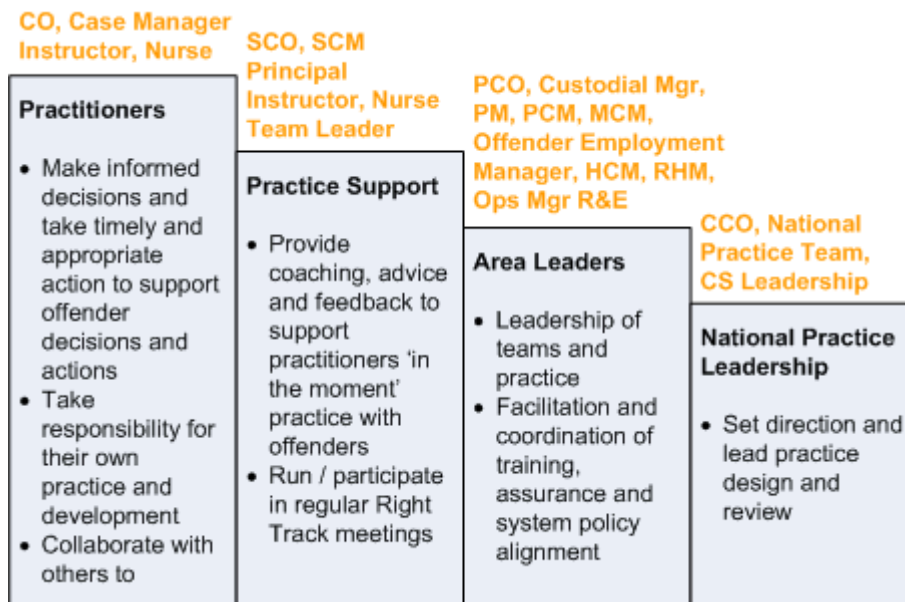 CO, Case Manager
Instructor, Nurse
Practitioners
• Make informed
decisions and
take timely and
appropriate
action to support
offender
decisions and
actions
• Take
responsibility for
their own
practice and
development
• Collaborate with
others to
SCO, SCM
Principal
Instructor, Nurse
Team Leader
Practice Support
• Provide
coaching, advice
and feedback to
support
practitioners ‘in
the moment’
practice with
offenders
• Run / participate
in regular Right
Track meetings
PCO, Custodial Mgr,
PM, PCM, MCM,
Offender Employment
Manager, HCM, RHM,
Ops Mgr R&E
Area Leaders
• Leadership of
teams and
practice
• Facilitation and
coordination of
training,
assurance and
system policy
alignment
CCO, National
Practice Team,
CS Leadership
National Practice
Leadership
• Set direction and
lead practice
design and
review